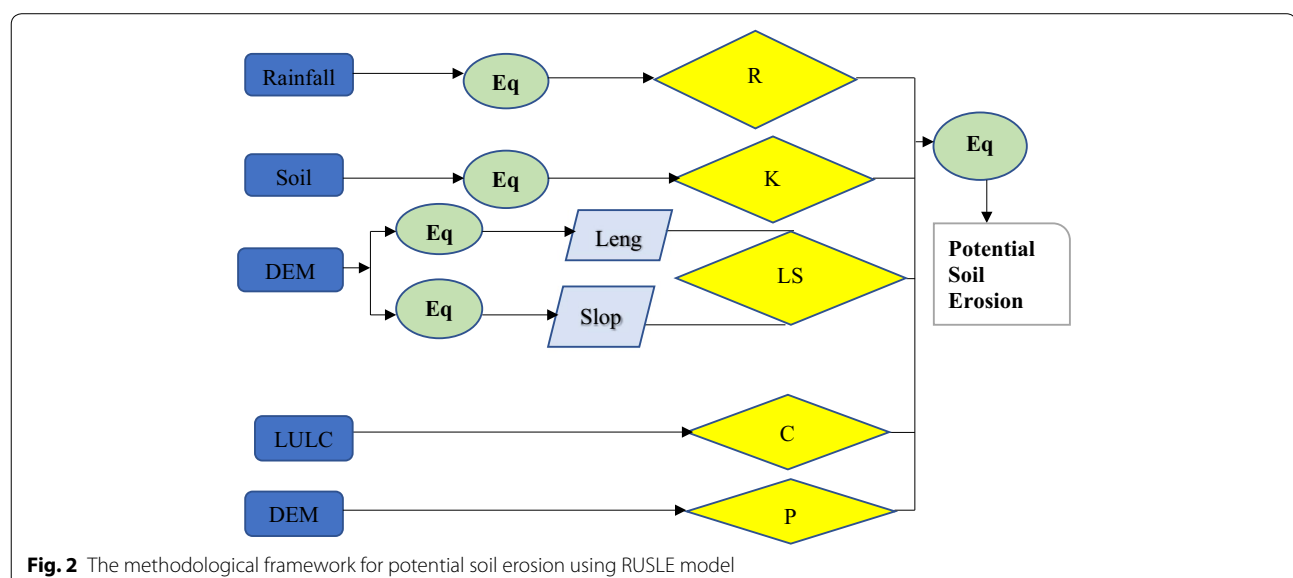 Rainfall
Eq
R
Eq
Soil
Eq
K
DEM
Eq
Leng
LS
Eq
Slop
Potential
Soil
Erosion
LULC
C
DEM
P
Fig. 2 The methodological framework for potential soil erosion using RUSLE model